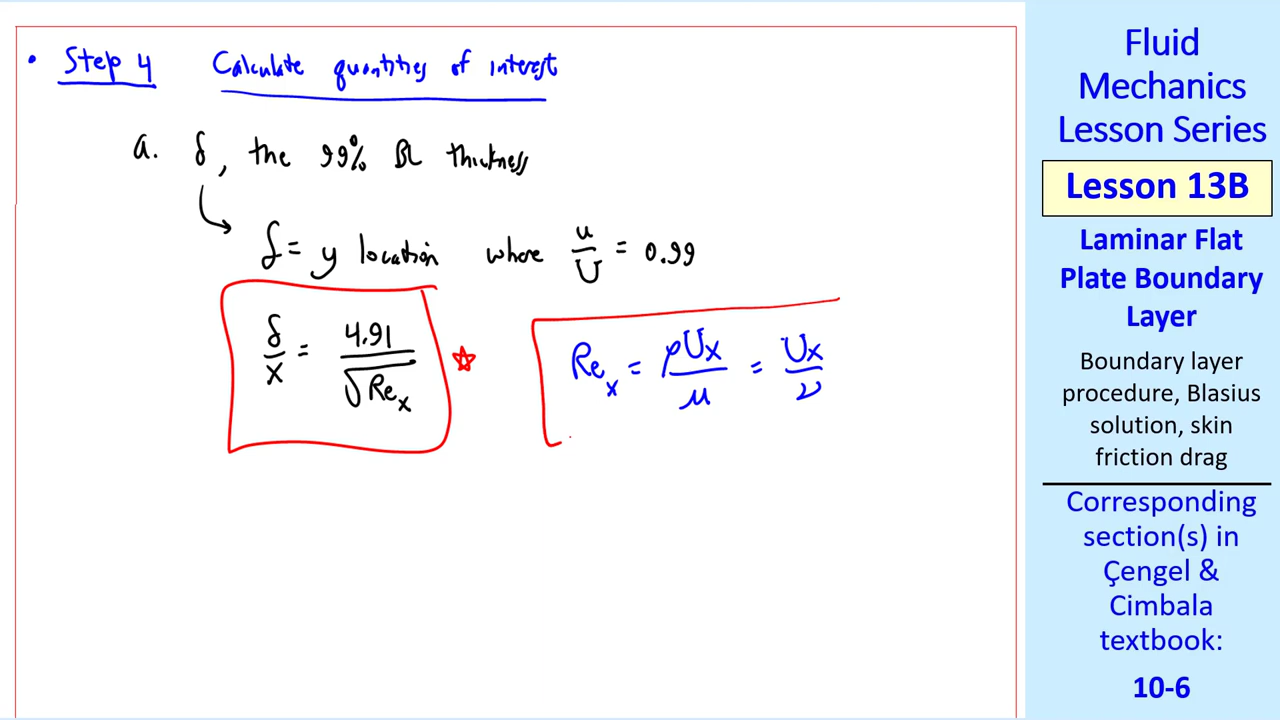 • Step 4 Calculate quantities of interest
a. δ, the 99% BL thickness
δ = y location where u/U = 0.99
δ/x = 4.91/√Reₓ ☆ Reₓ = ρUx/μ = Ux/ν
Fluid
Mechanics
Lesson Series
Lesson 13B
Laminar Flat
Plate Boundary
Layer
Boundary layer
procedure, Blasius
solution, skin
friction drag
Corresponding
section(s) in
Çengel &
Cimbala
textbook:
10-6